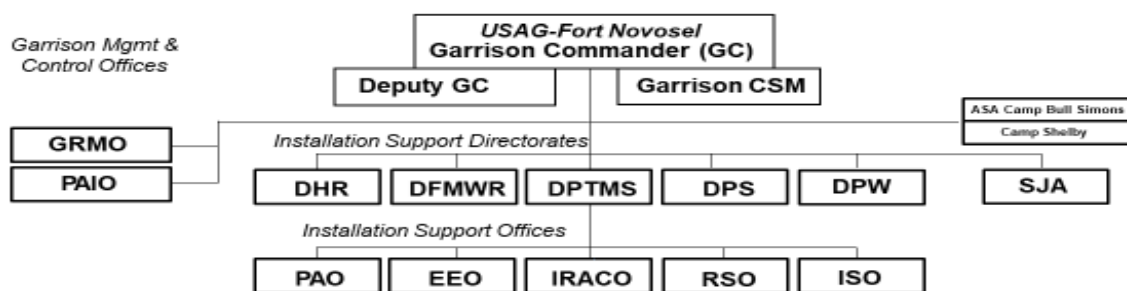 USAG-Fort Novosel
Garrison Commander (GC)
Garrison Mgmt &
Control Offices
Deputy GC
Garrison CSM
ASA Camp Bull Simons
Camp Shelby
GRMO
Installation Support Directorates
PAIO
DHR
DFMWR
DPTMS
DPS
DPW
SJA
Installation Support Offices
PAO
EEO
IRACO
RSO
ISO